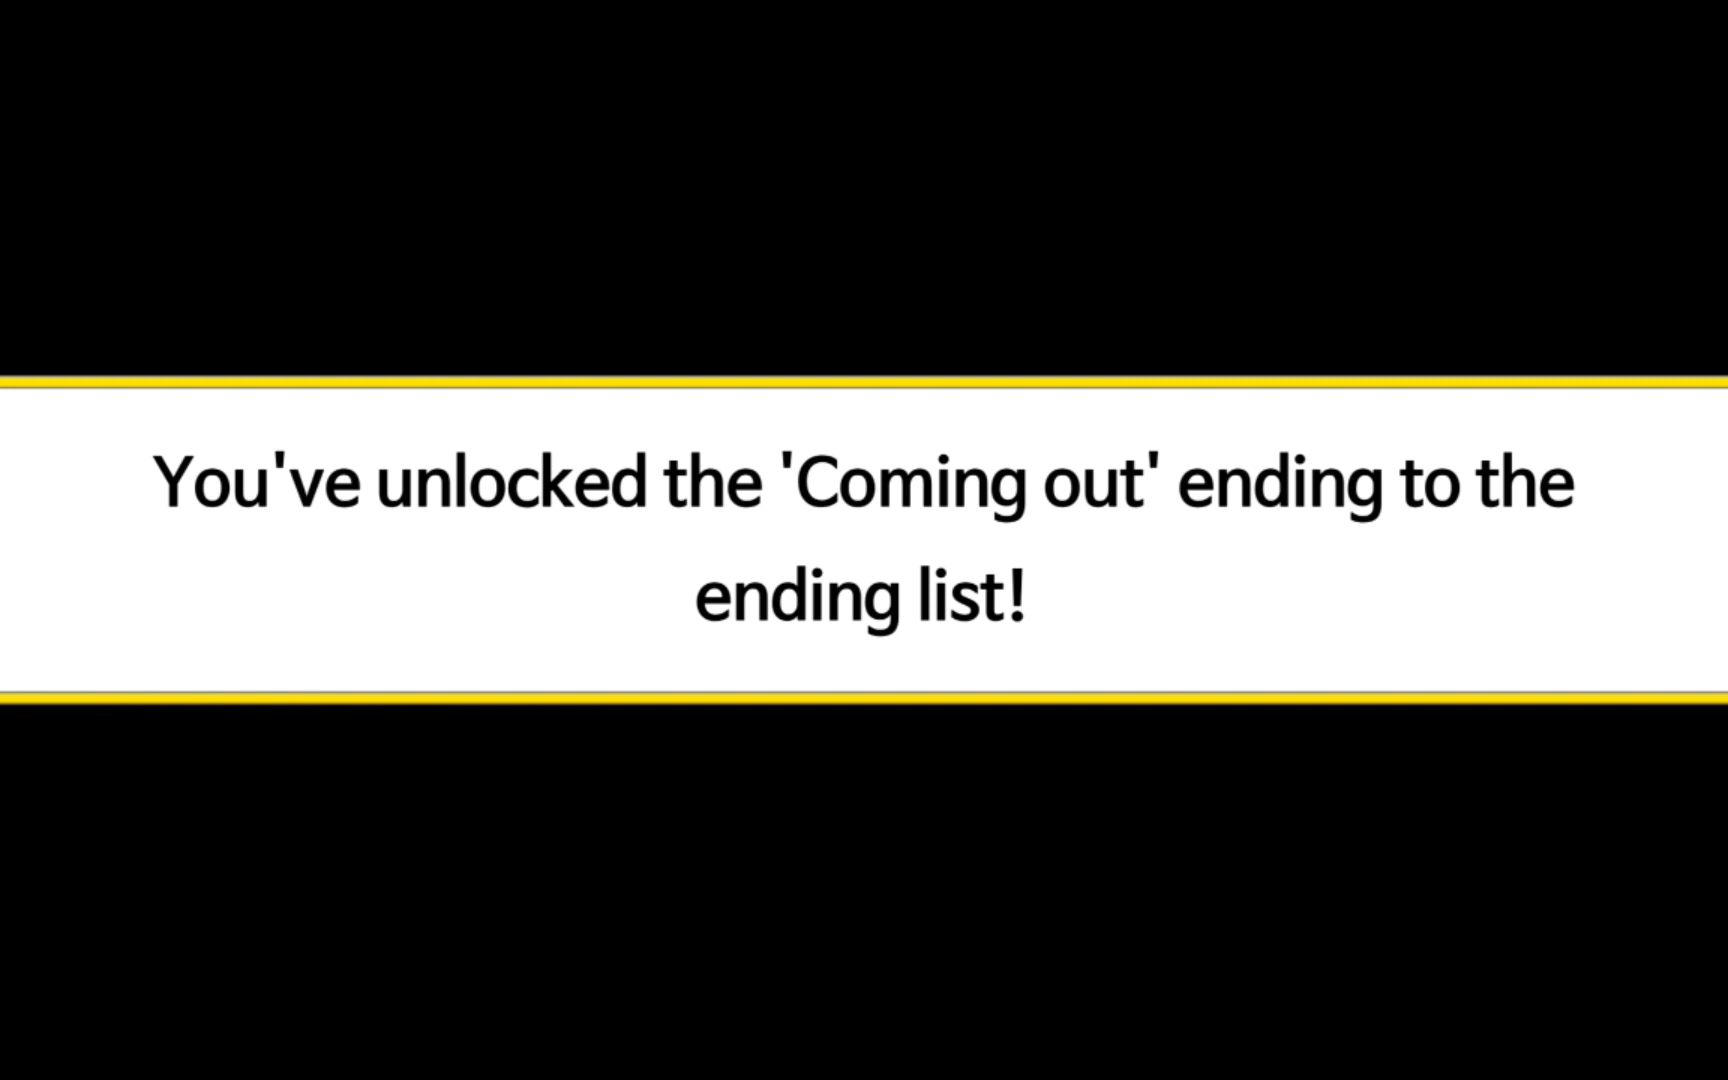 You've unlocked the 'Coming out' ending to the
ending list!